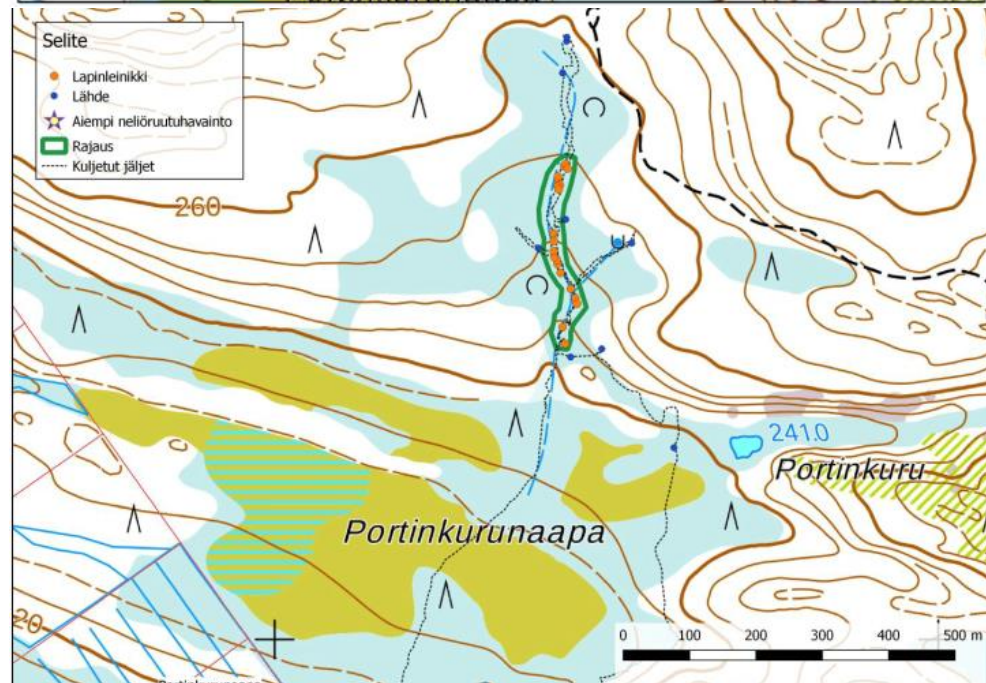 Selite
Lapinleinikki
Lähde
Aiempi neliöruutuhavainto
Rajaus
Kuljetut jäljet
260
241.0
Portinkuru
Portinkurunaapa
20
0 100 200 300 400 500 m